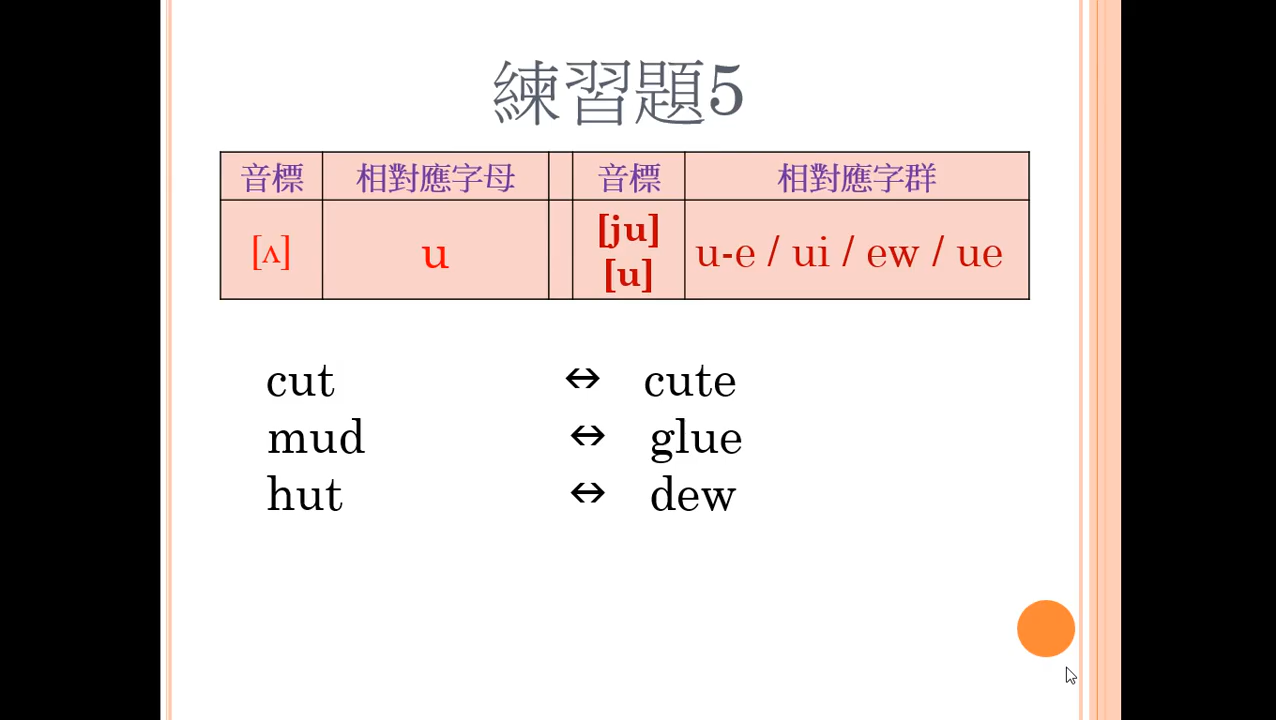 練習題5
音標 相對應字母 音標 相對應字群
[ʌ] u [ju] [u] u-e / ui / ew / ue
cut ↔ cute
mud ↔ glue
hut ↔ dew